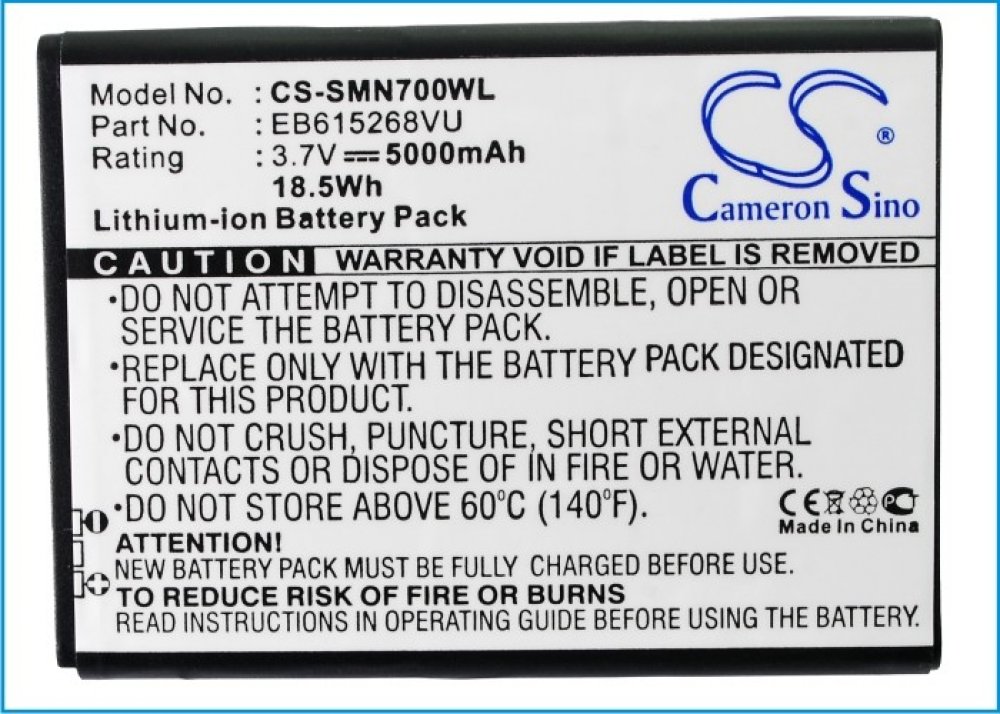 Model No. : CS-SMN700WL
Part No. : EB615268VU
Rating : 3.7V 5000mAh
18.5Wh
Lithium-ion Battery Pack
CS ®
Cameron Sino
CAUTION WARRANTY VOID IF LABEL IS REMOVED
•DO NOT ATTEMPT TO DISASSEMBLE, OPEN OR
SERVICE THE BATTERY PACK.
•REPLACE ONLY WITH THE BATTERY PACK DESIGNATED
FOR THIS PRODUCT.
•DO NOT CRUSH, PUNCTURE, SHORT EXTERNAL
CONTACTS OR DISPOSE OF IN FIRE OR WATER.
•DO NOT STORE ABOVE 60°C (140°F).
CE PCT
Made In China
ATTENTION!
NEW BATTERY PACK MUST BE FULLY CHARGED BEFORE USE
TO REDUCE RISK OF FIRE OR BURNS
READ INSTRUCTIONS IN OPERATING GUIDE BEFORE USING THE BATTERY.